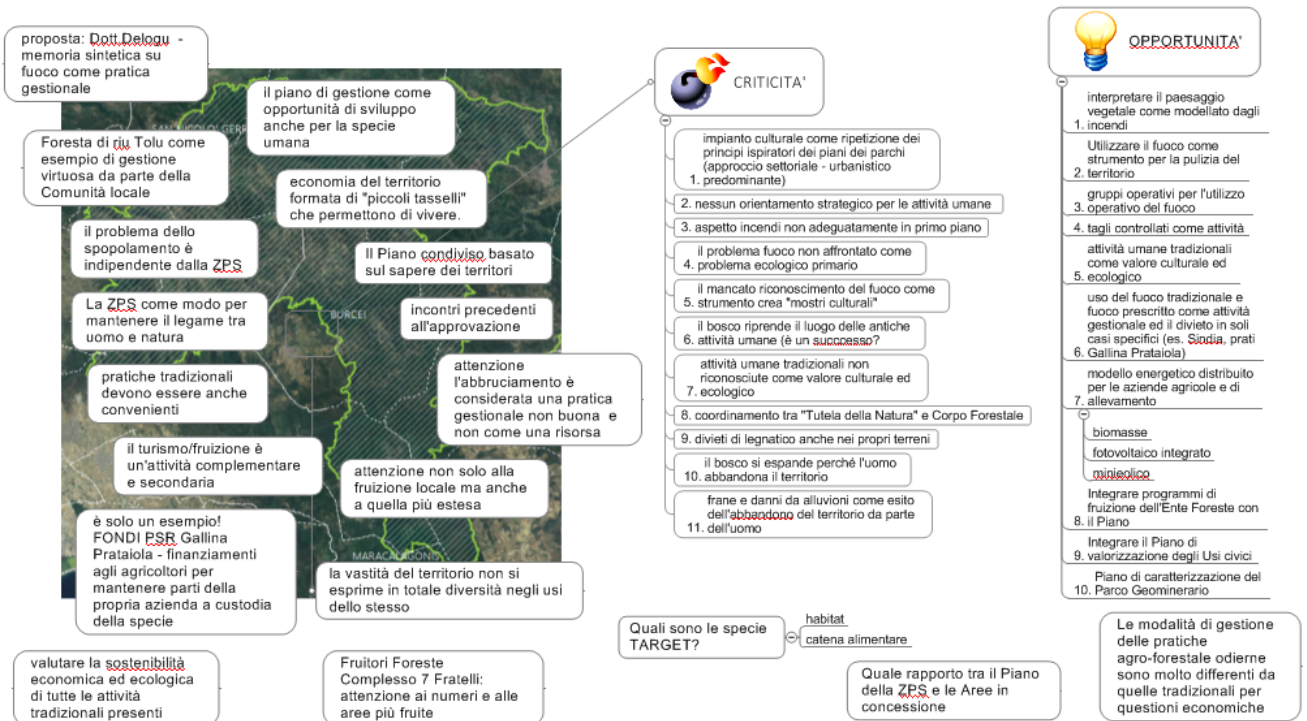 proposta: Dott.Delogu -
memoria sintetica su
fuoco come pratica
gestionale
il piano di gestione come
opportunità di sviluppo
anche per la specie
umana
Foresta di riu Tolu come
esempio di gestione
virtuosa da parte della
Comunità locale
economia del territorio
formata di "piccoli tasselli"
che permettono di vivere.
il problema dello
spopolamento è
indipendente dalla ZPS
Il Piano condiviso basato
sul sapere dei territori
La ZPS come modo per
mantenere il legame tra
uomo e natura
BURCEI
incontri precedenti
all'approvazione
pratiche tradizionali
devono essere anche
convenienti
attenzione
l'abbruciamento è
considerata una pratica
gestionale non buona e
non come una risorsa
il turismo/fruizione è
un'attività complementare
e secondaria
attenzione non solo alla
fruizione locale ma anche
a quella più estesa
è solo un esempio!
FONDI PSR Gallina
Prataiola - finanziamenti
agli agricoltori per
mantenere parti della
propria azienda a custodia
della specie
MARACALAGONIS
la vastità del territorio non si
esprime in totale diversità negli usi
dello stesso
valutare la sostenibilità
economica ed ecologica
di tutte le attività
tradizionali presenti
Fruitori Foreste
Complesso 7 Fratelli:
attenzione ai numeri e alle
aree più fruite
CRITICITA'
impianto culturale come ripetizione dei
principi ispiratori dei piani dei parchi
(approccio settoriale - urbanistico
1. predominante)
2. nessun orientamento strategico per le attività umane
3. aspetto incendi non adeguatamente in primo piano
il problema fuoco non affrontato come
4. problema ecologico primario
il mancato riconoscimento del fuoco come
5. strumento crea "mostri culturali"
il bosco riprende il luogo delle antiche
6. attività umane (è un succcesso?
attività umane tradizionali non
riconosciute come valore culturale ed
7. ecologico
8. coordinamento tra "Tutela della Natura" e Corpo Forestale
9. divieti di legnatico anche nei propri terreni
il bosco si espande perché l'uomo
10. abbandona il territorio
frane e danni da alluvioni come esito
dell'abbandono del territorio da parte
11. dell'uomo
Quali sono le specie
TARGET?
habitat
catena alimentare
Quale rapporto tra il Piano
della ZPS e le Aree in
concessione
OPPORTUNITA'
interpretare il paesaggio
vegetale come modellato dagli
1. incendi
Utilizzare il fuoco come
strumento per la pulizia del
2. territorio
gruppi operativi per l'utilizzo
3. operativo del fuoco
4. tagli controllati come attività
attività umane tradizionali
come valore culturale ed
5. ecologico
uso del fuoco tradizionale e
fuoco prescritto come attività
gestionale ed il divieto in soli
casi specifici (es. Sindia, prati
6. Gallina Prataiola)
modello energetico distribuito
per le aziende agricole e di
7. allevamento
biomasse
fotovoltaico integrato
minieolico
Integrare programmi di
fruizione dell'Ente Foreste con
8. il Piano
Integrare il Piano di
9. valorizzazione degli Usi civici
Piano di caratterizzazione del
10. Parco Geominerario
Le modalità di gestione
delle pratiche
agro-forestale odierne
sono molto differenti da
quelle tradizionali per
questioni economiche